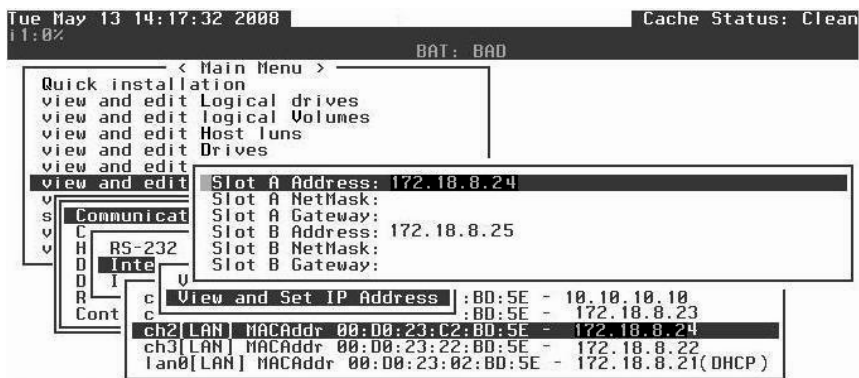 Tue May 13 14:17:32 2008 Cache Status: Clean
i1:0%
BAT: BAD
< Main Menu >
Quick installation
view and edit Logical drives
view and edit logical Volumes
view and edit Host luns
view and edit Drives
view and edit
view and edit
Slot A Address: 172.18.8.24
Slot A NetMask:
Slot A Gateway:
Slot B Address: 172.18.8.25
Slot B NetMask:
Slot B Gateway:
v
s Communicat
v C
v H RS-232
D Inte
D I V
R c View and Set IP Address :BD:5E - 10.10.10.10
Cont c :BD:5E - 172.18.8.23
ch2[LAN] MACAddr 00:D0:23:C2:BD:5E - 172.18.8.24
ch3[LAN] MACAddr 00:D0:23:22:BD:5E - 172.18.8.22
lan0[LAN] MACAddr 00:D0:23:02:BD:5E - 172.18.8.21(DHCP)